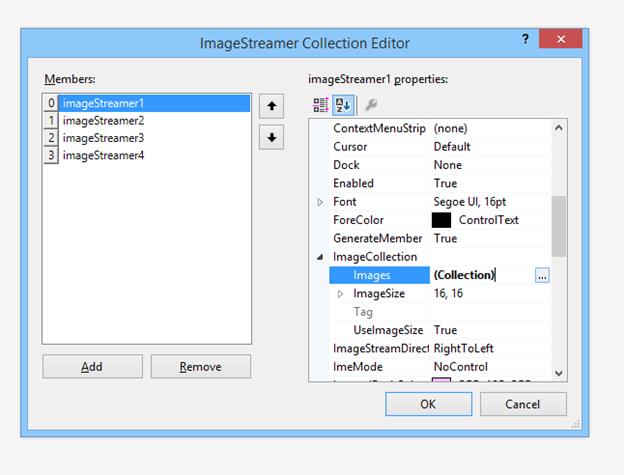 ImageStreamer Collection Editor
?
Members:
0 imageStreamer1
1 imageStreamer2
2 imageStreamer3
3 imageStreamer4
Add
Remove
imageStreamer1 properties:
ContextMenuStrip (none)
Cursor Default
Dock None
Enabled True
Font Segoe UI, 16pt
ForeColor ControlText
GenerateMember True
ImageCollection
Images (Collection) ...
ImageSize 16, 16
Tag
UseImageSize True
ImageStreamDirect RightToLeft
ImeMode NoControl
OK
Cancel